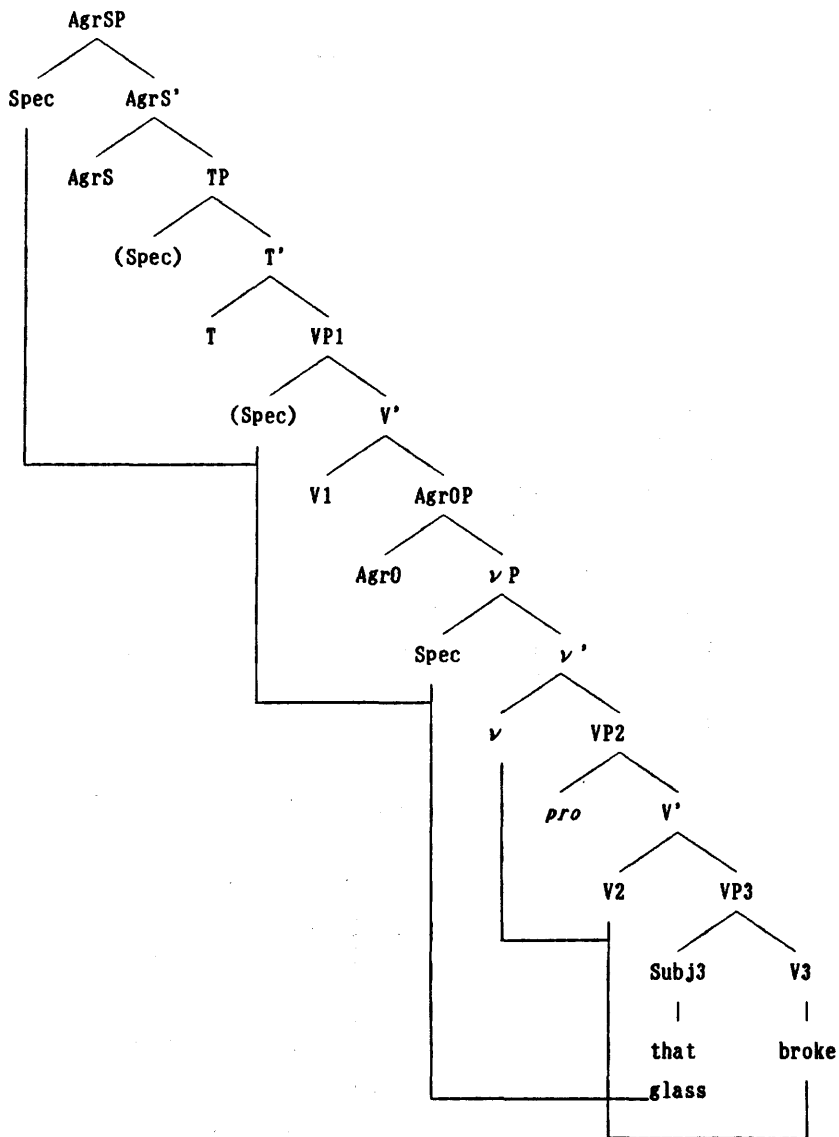 AgrSP
Spec AgrS'
AgrS TP
(Spec) T'
T VP1
(Spec) V'
V1 AgrOP
AgrO νP
Spec ν'
ν VP2
pro V'
V2 VP3
Subj3 V3
that broke
glass